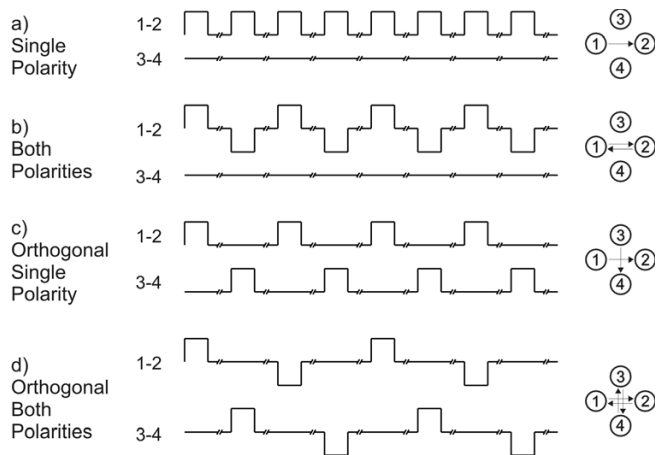 a)
Single
Polarity
1-2
3-4
3
1 2
4
b)
Both
Polarities
1-2
3-4
3
1 2
4
c)
Orthogonal
Single
Polarity
1-2
3-4
3
1 2
4
d)
Orthogonal
Both
Polarities
1-2
3-4
3
1 2
4